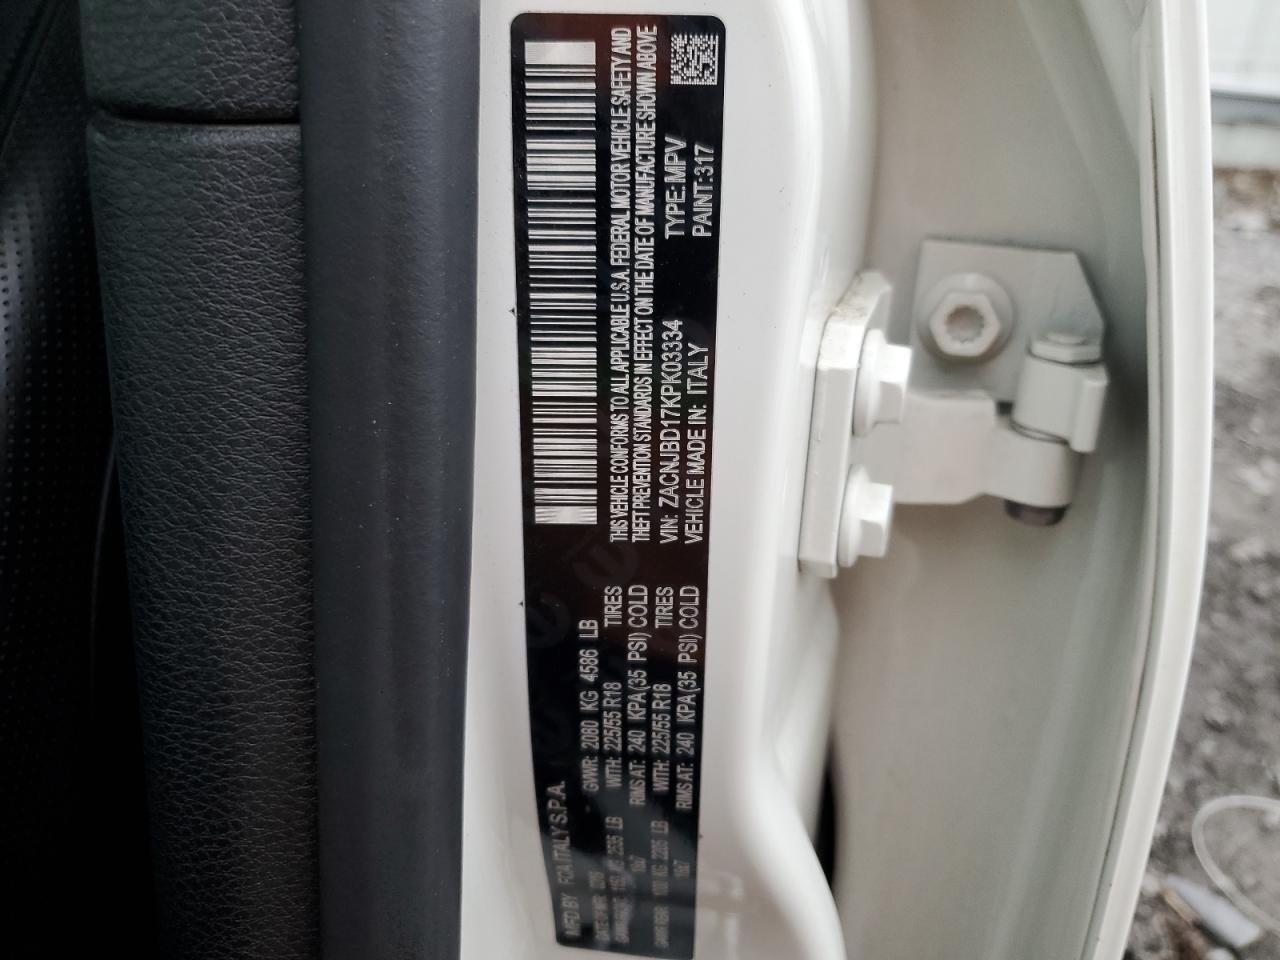 MFD BY FCA ITALY S.P.A.
GVWR: 2080 KG 4586 LB
LB WITH: 225/55 R18 TIRES
RIMS AT: 240 KPA(35 PSI) COLD
LB WITH: 225/55 R18 TIRES
RIMS AT: 240 KPA(35 PSI) COLD
THIS VEHICLE CONFORMS TO ALL APPLICABLE U.S.A. FEDERAL MOTOR VEHICLE SAFETY AND
THEFT PREVENTION STANDARDS IN EFFECT ON THE DATE OF MANUFACTURE SHOWN ABOVE
VIN: ZACNJBD17KPK03334 TYPE: MPV
VEHICLE MADE IN: ITALY PAINT:317